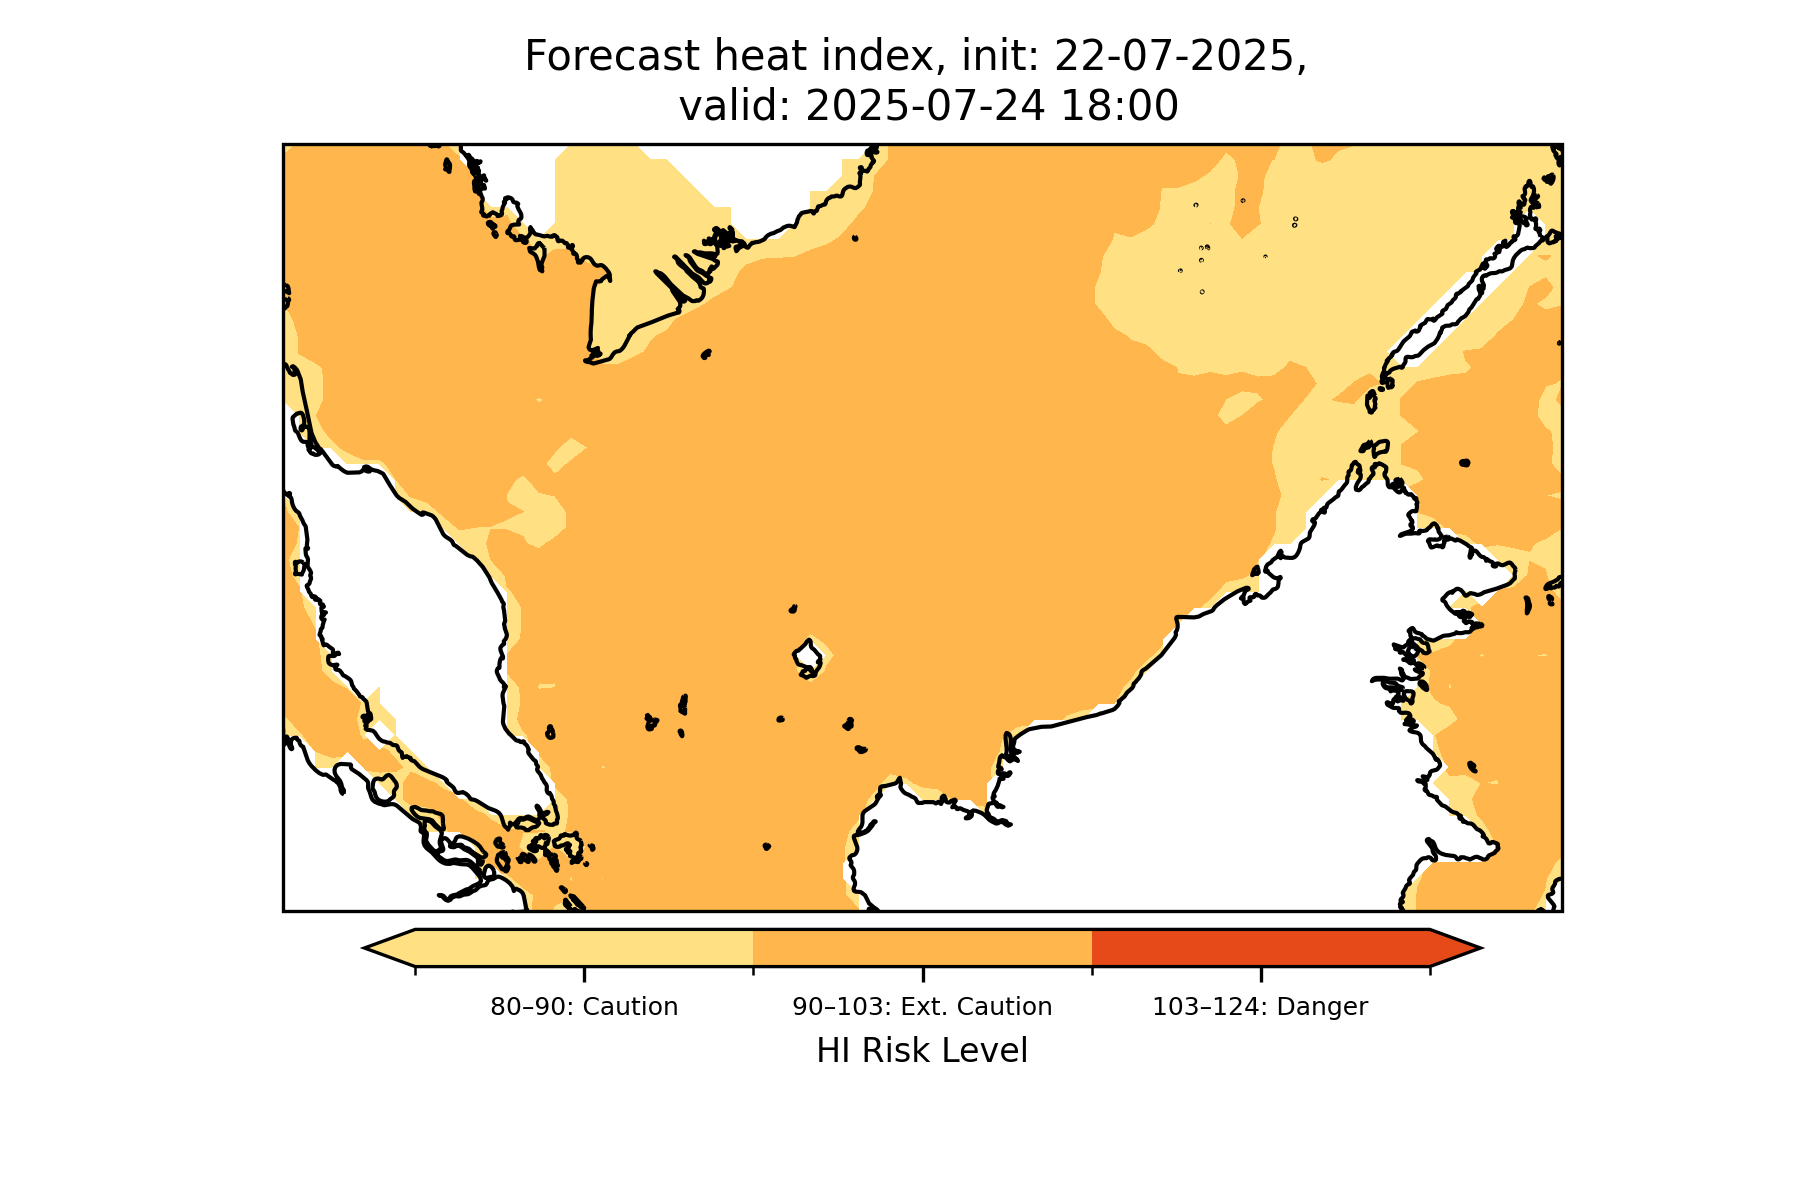 Forecast heat index, init: 22-07-2025,
valid: 2025-07-24 18:00
80–90: Caution
90–103: Ext. Caution
103–124: Danger
HI Risk Level